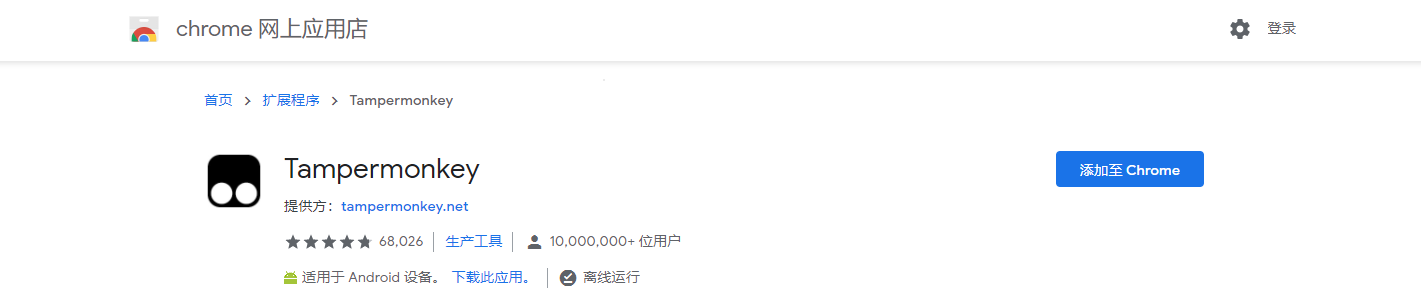 chrome 网上应用店
登录
首页 > 扩展程序 > Tampermonkey
Tampermonkey
添加至 Chrome
提供方：tampermonkey.net
68,026 生产工具 10,000,000+ 位用户
适用于 Android 设备。 下载此应用。 离线运行